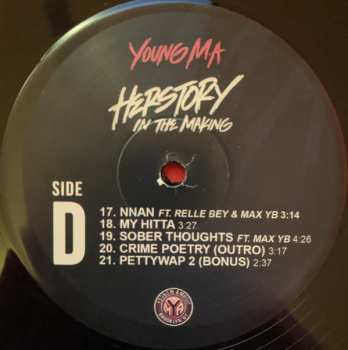 YOUNG MA
HERSTORY
IN THE MAKING
SIDE
D
17. NNAN FT. RELLE BEY & MAX YB 3:14
18. MY HITTA 3:27
19. SOBER THOUGHTS FT. MAX YB 4:26
20. CRIME POETRY (OUTRO) 3:17
21. PETTYWAP 2 (BONUS) 2:37